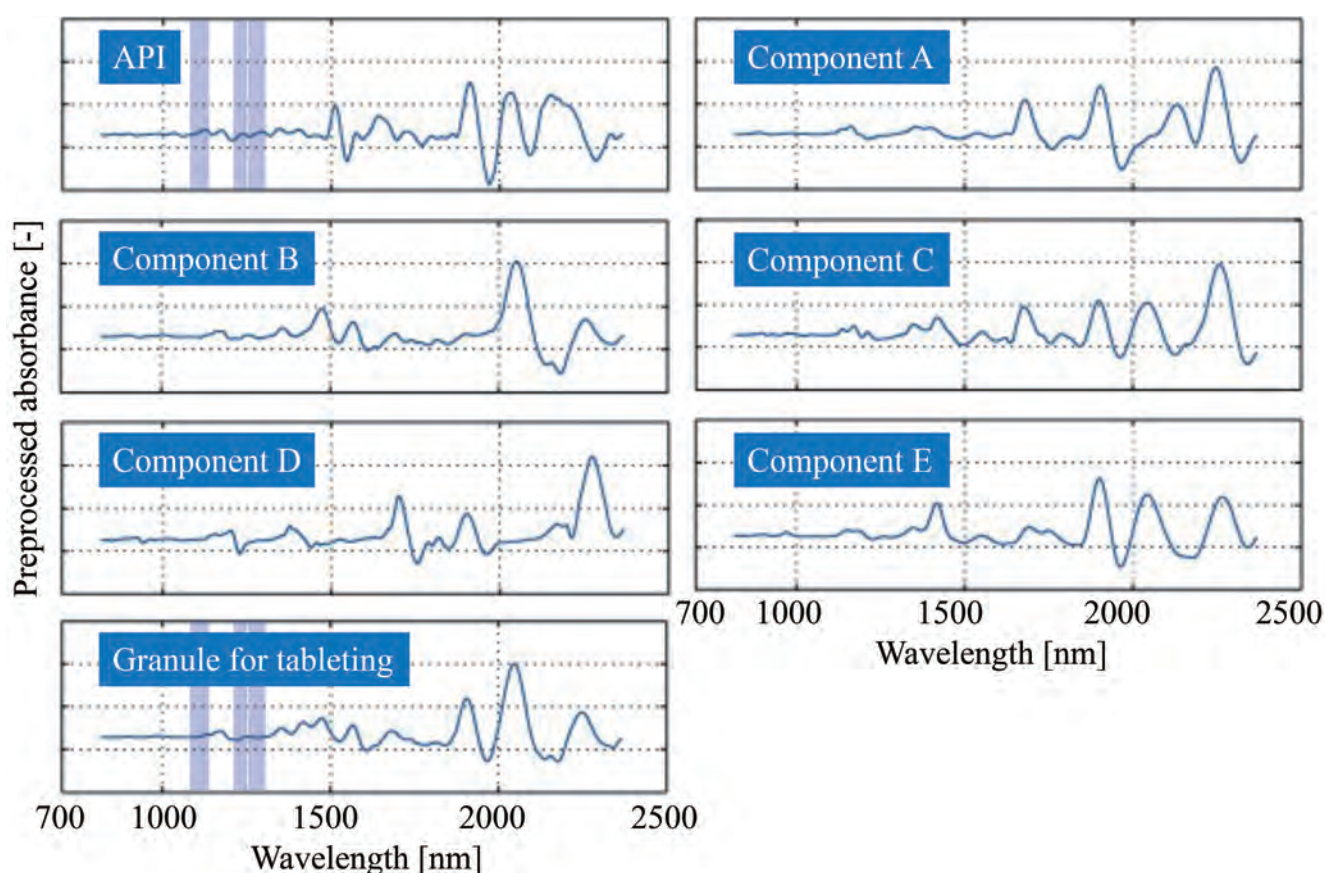 Preprocessed absorbance [-]
API
Component A
Component B
Component C
Component D
Component E
700 1000 1500 2000 2500
Wavelength [nm]
Granule for tableting
700 1000 1500 2000 2500
Wavelength [nm]